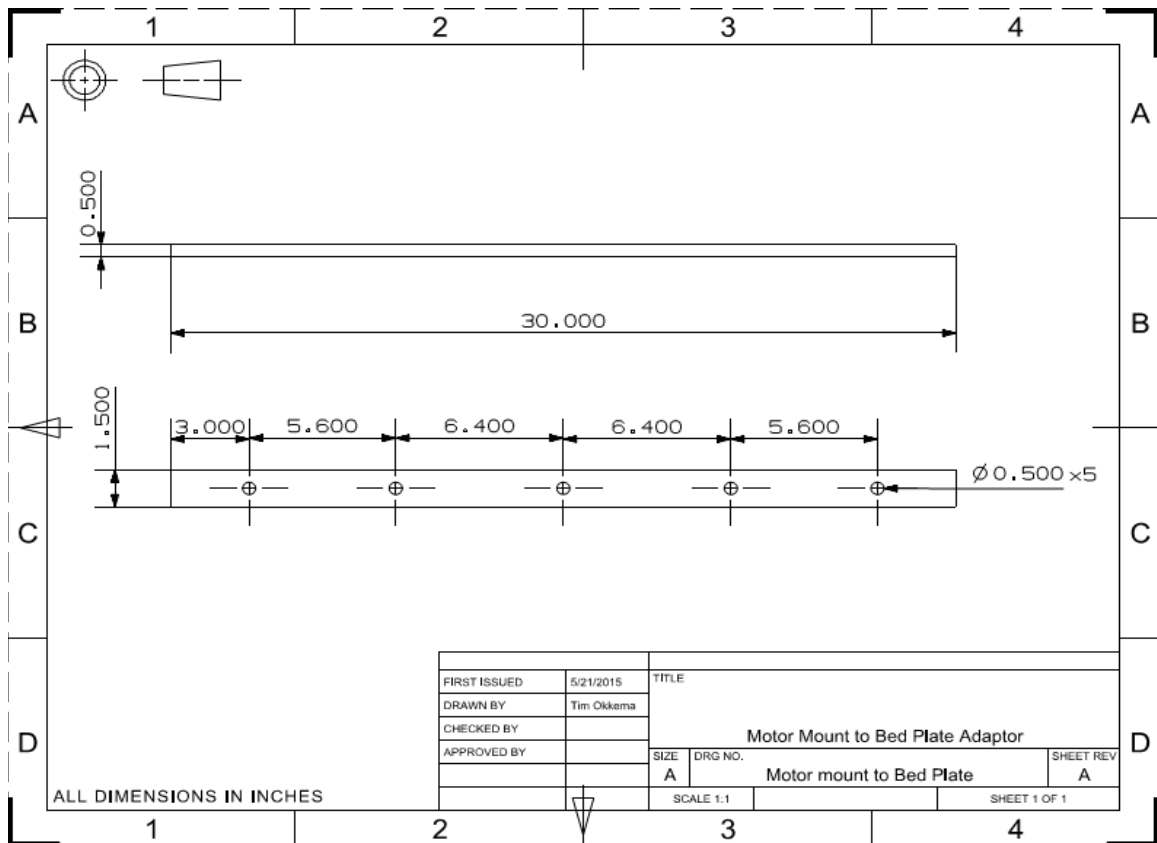 1 2 3 4
A A
0.500
B B
30.000
1.500
3.000 5.600 6.400 6.400 5.600
Ø0.500 ×5
C C
FIRST ISSUED 5/21/2015 TITLE
DRAWN BY Tim Okkema
CHECKED BY
Motor Mount to Bed Plate Adaptor
D D
APPROVED BY
SIZE DRG NO. SHEET REV
A Motor mount to Bed Plate A
ALL DIMENSIONS IN INCHES
SCALE 1:1 SHEET 1 OF 1
1 2 3 4